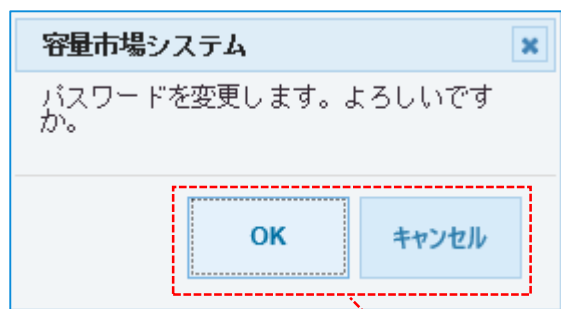 容量市場システム
パスワードを変更します。よろしいです
か。
OK
キャンセル